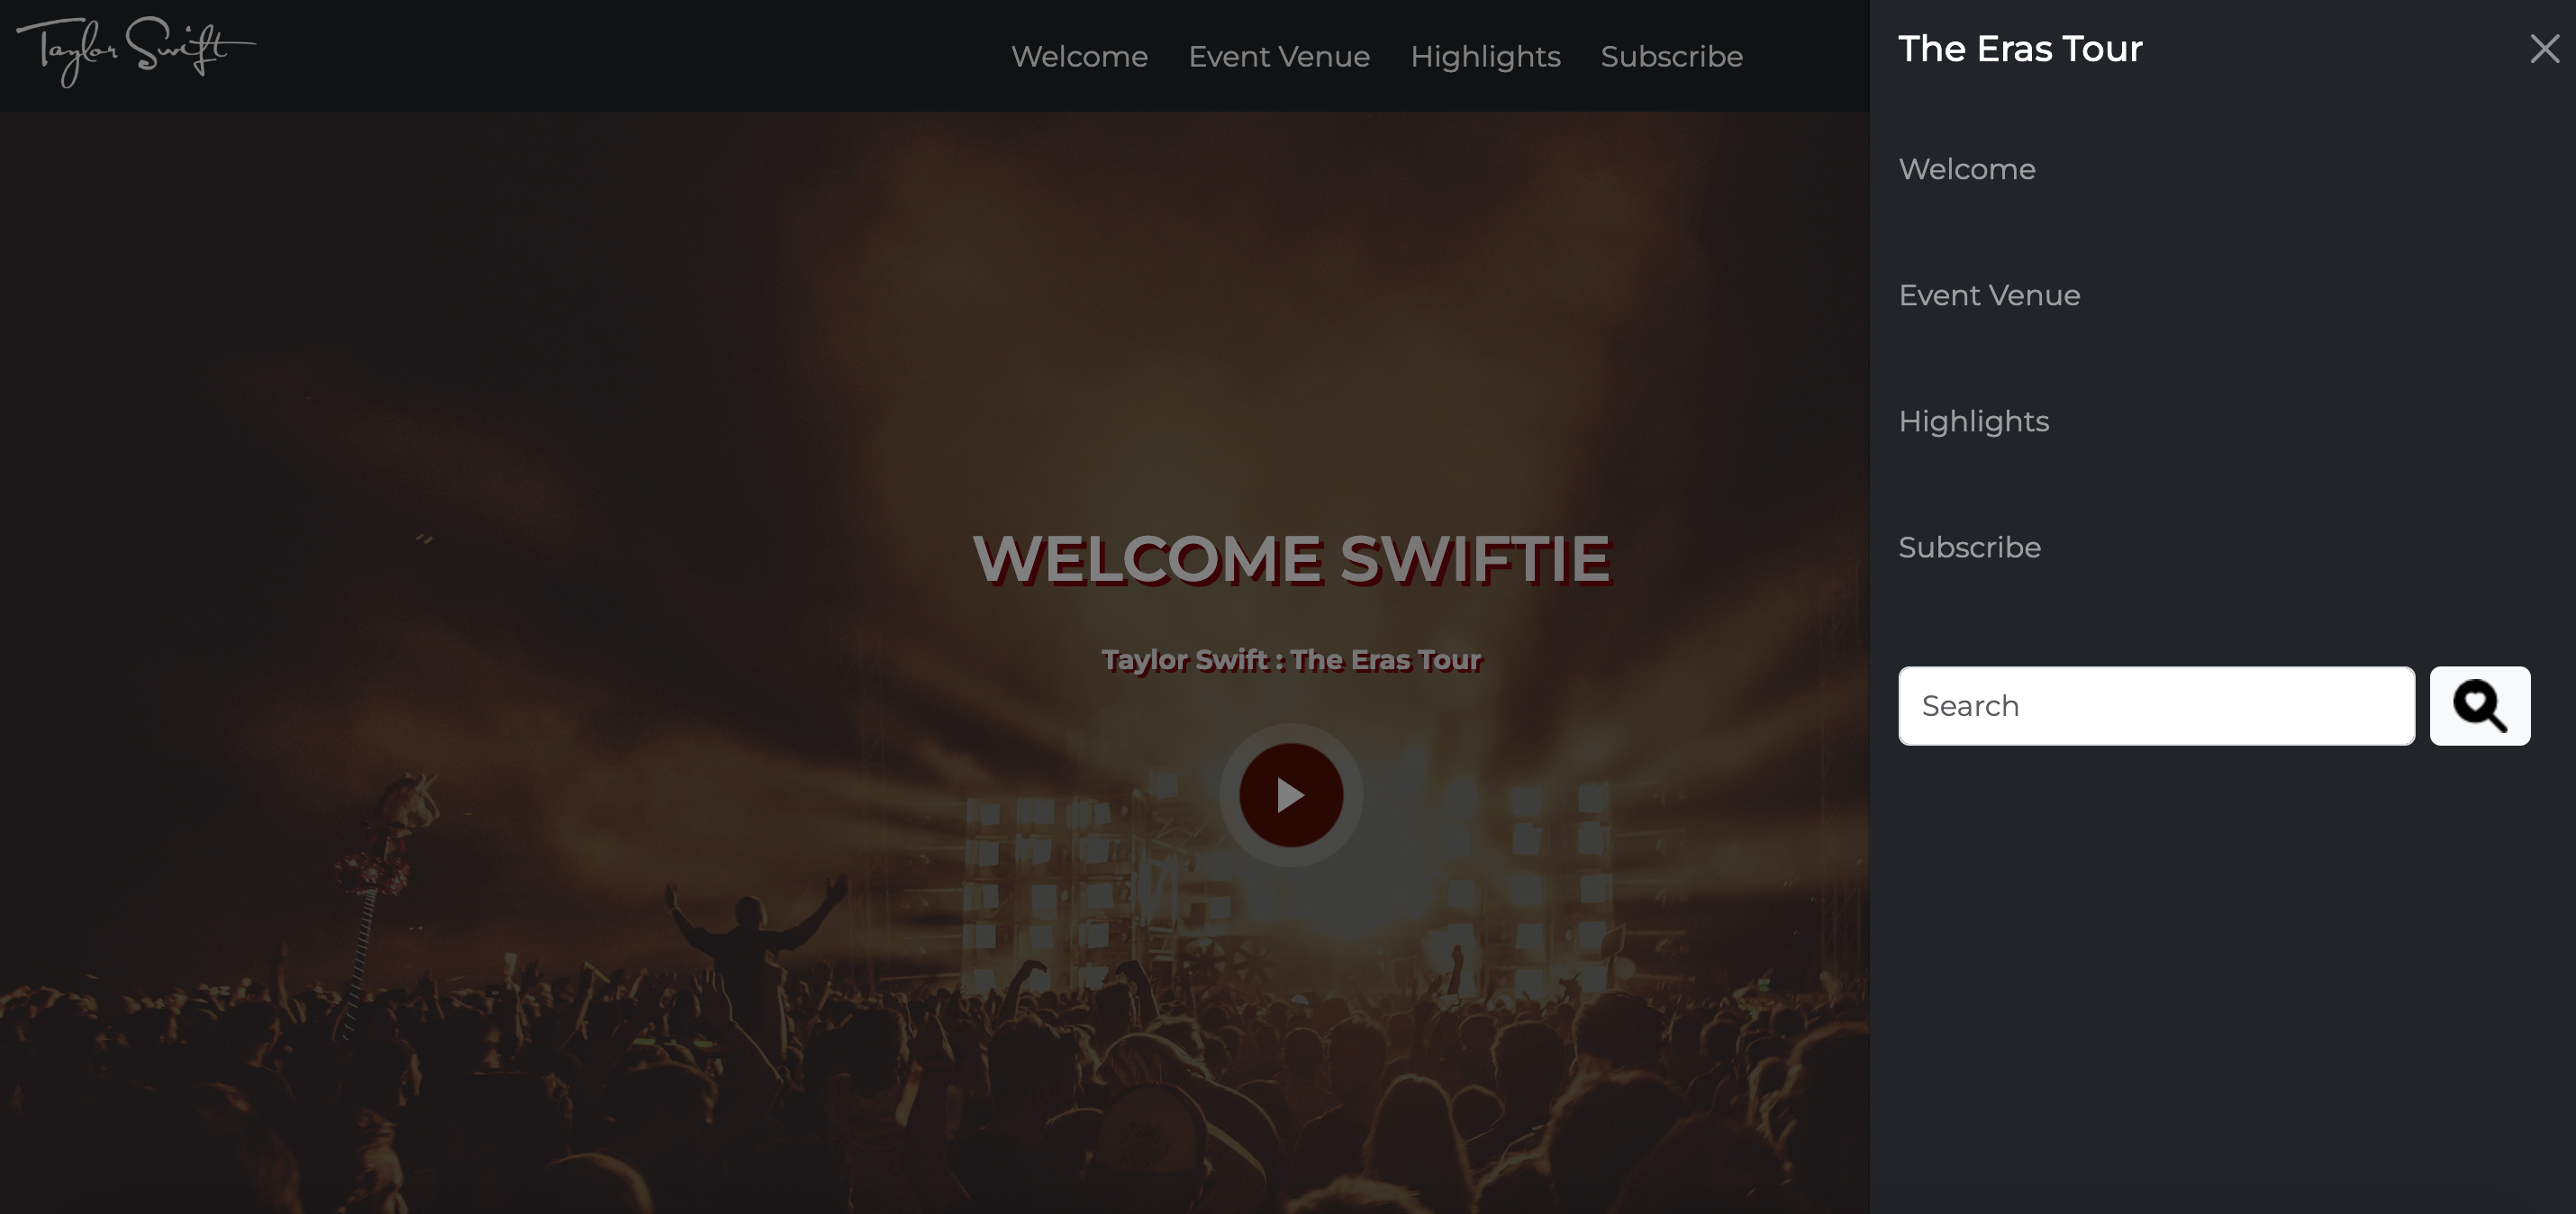 Taylor Swift
Welcome Event Venue Highlights Subscribe
WELCOME SWIFTIE
Taylor Swift : The Eras Tour
The Eras Tour
Welcome
Event Venue
Highlights
Subscribe
Search